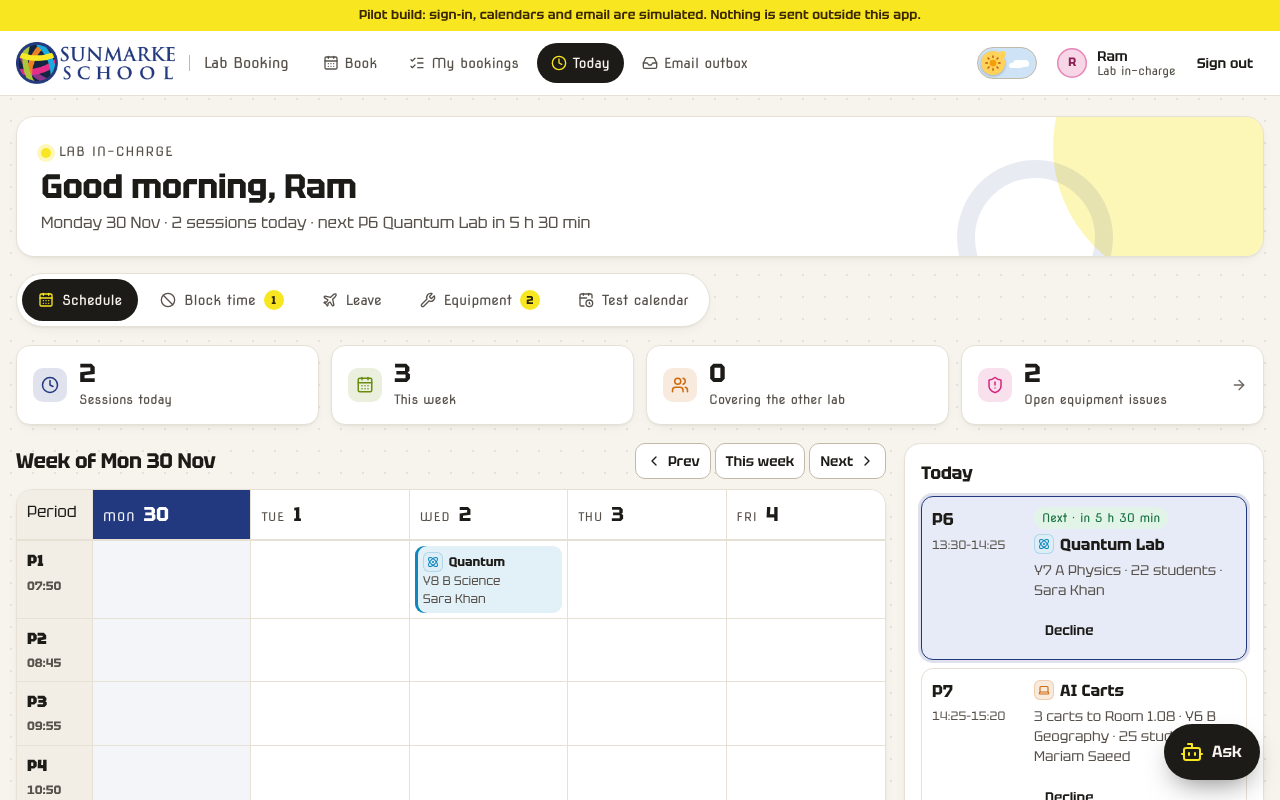 Pilot build: sign-in, calendars and email are simulated. Nothing is sent outside this app.
SUNMARKE
SCHOOL
Lab Booking
Book
My bookings
Today
Email outbox
R
Ram
Lab in-charge
Sign out
LAB IN-CHARGE
Good morning, Ram
Monday 30 Nov · 2 sessions today · next P6 Quantum Lab in 5 h 30 min
Schedule
Block time 1
Leave
Equipment 2
Test calendar
2
Sessions today
3
This week
0
Covering the other lab
2
Open equipment issues
Week of Mon 30 Nov
Prev
This week
Next
Period
MON 30
TUE 1
WED 2
THU 3
FRI 4
P1
07:50
Quantum
Y8 B Science
Sara Khan
P2
08:45
P3
09:55
P4
10:50
Today
P6
13:30-14:25
Next · in 5 h 30 min
Quantum Lab
Y7 A Physics · 22 students ·
Sara Khan
Decline
P7
14:25-15:20
AI Carts
3 carts to Room 1.08 · Y6 B
Geography · 25
Mariam Saeed
Decline
Ask